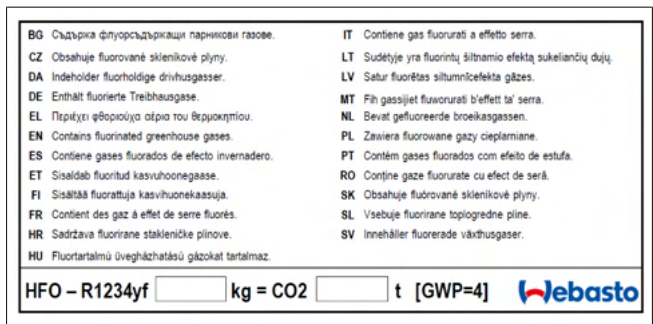 BG Съдържа флуорсъдържащи парникови газове.
CZ Obsahuje fluorované sklenikové plyny.
DA Indeholder fluorholdige drivhusgasser.
DE Enthält fluorierte Treibhausgase.
EL Περιέχει φθοριούχα αέρια του θερμοκηπίου.
EN Contains fluorinated greenhouse gases.
ES Contiene gases fluorados de efecto invernadero.
ET Sisaldab fluoritud kasvuhoonegaase.
FI Sisältää fluorattuja kasvihuonekaasuja.
FR Contient des gaz à effet de serre fluorés.
HR Sadržava fluorirane stakleničke plinove.
HU Fluortartalmú üvegházhatású gázokat tartalmaz.
IT Contiene gas fluorurati a effetto serra.
LT Sudėtyje yra fluorintų šiltnamio efektą sukeliančių dujų.
LV Satur fluorētas siltumnīcefekta gāzes.
MT Fih gassijiet fluworurati b'effett ta' serra.
NL Bevat gefluoreerde broeikasgassen.
PL Zawiera fluorowane gazy cieplarniane.
PT Contém gases fluorados com efeito de estufa.
RO Conține gaze fluorurate cu efect de seră.
SK Obsahuje fluórované sklenikové plyny.
SL Vsebuje fluorirane toplogredne pline.
SV Innehåller fluorerade växthusgaser.
HFO – R1234yf kg = CO2 t [GWP=4] Webasto